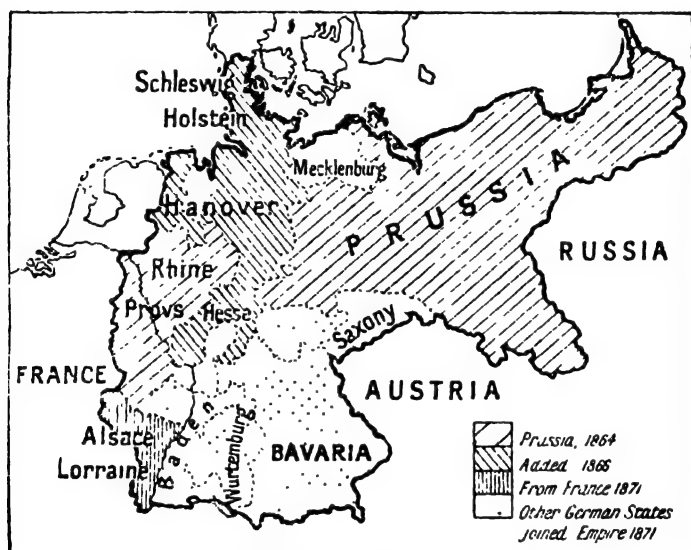 Schleswig
Holstein
Mecklenburg
Hanover
PRUSSIA
RUSSIA
Rhine
Provs
Hesse
Saxony
FRANCE
AUSTRIA
Alsace
Lorraine
Baden
Wurtemburg
BAVARIA
Prussia, 1864
Added 1866
From France 1871
Other German States
joined Empire 1871